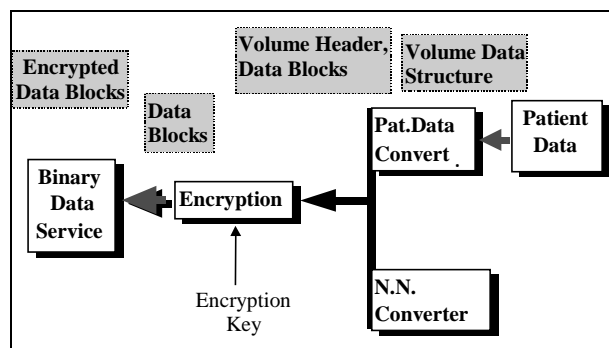 Volume Header,
Data Blocks
Volume Data
Structure
Encrypted
Data Blocks
Data
Blocks
Pat.Data
Convert .
Patient
Data
Binary
Data
Service
Encryption
N.N.
Converter
Encryption
Key